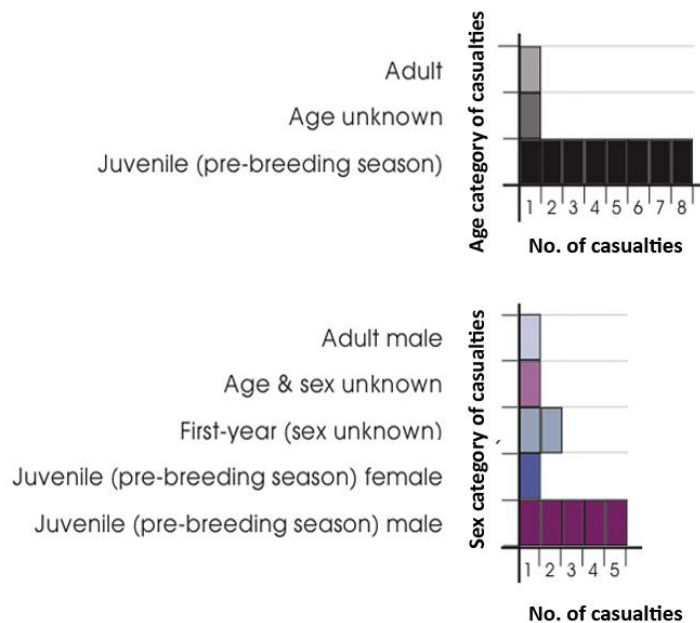 Age category of casualties
Adult
Age unknown
Juvenile (pre-breeding season)
1 2 3 4 5 6 7 8
No. of casualties
Sex category of casualties
Adult male
Age & sex unknown
First-year (sex unknown)
Juvenile (pre-breeding season) female
Juvenile (pre-breeding season) male
1 2 3 4 5
No. of casualties